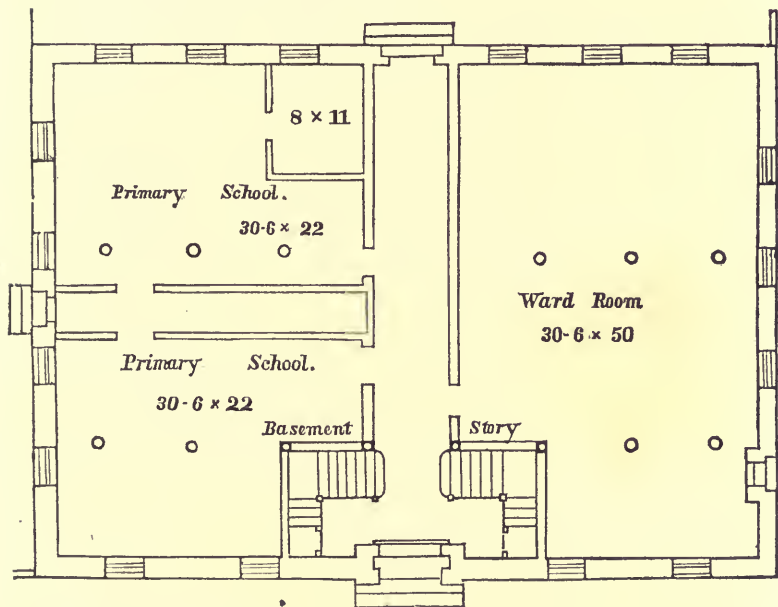 8 × 11
Primary School.
30-6 × 22
Ward Room
30-6 × 50
Primary School.
30-6 × 22
Basement Story